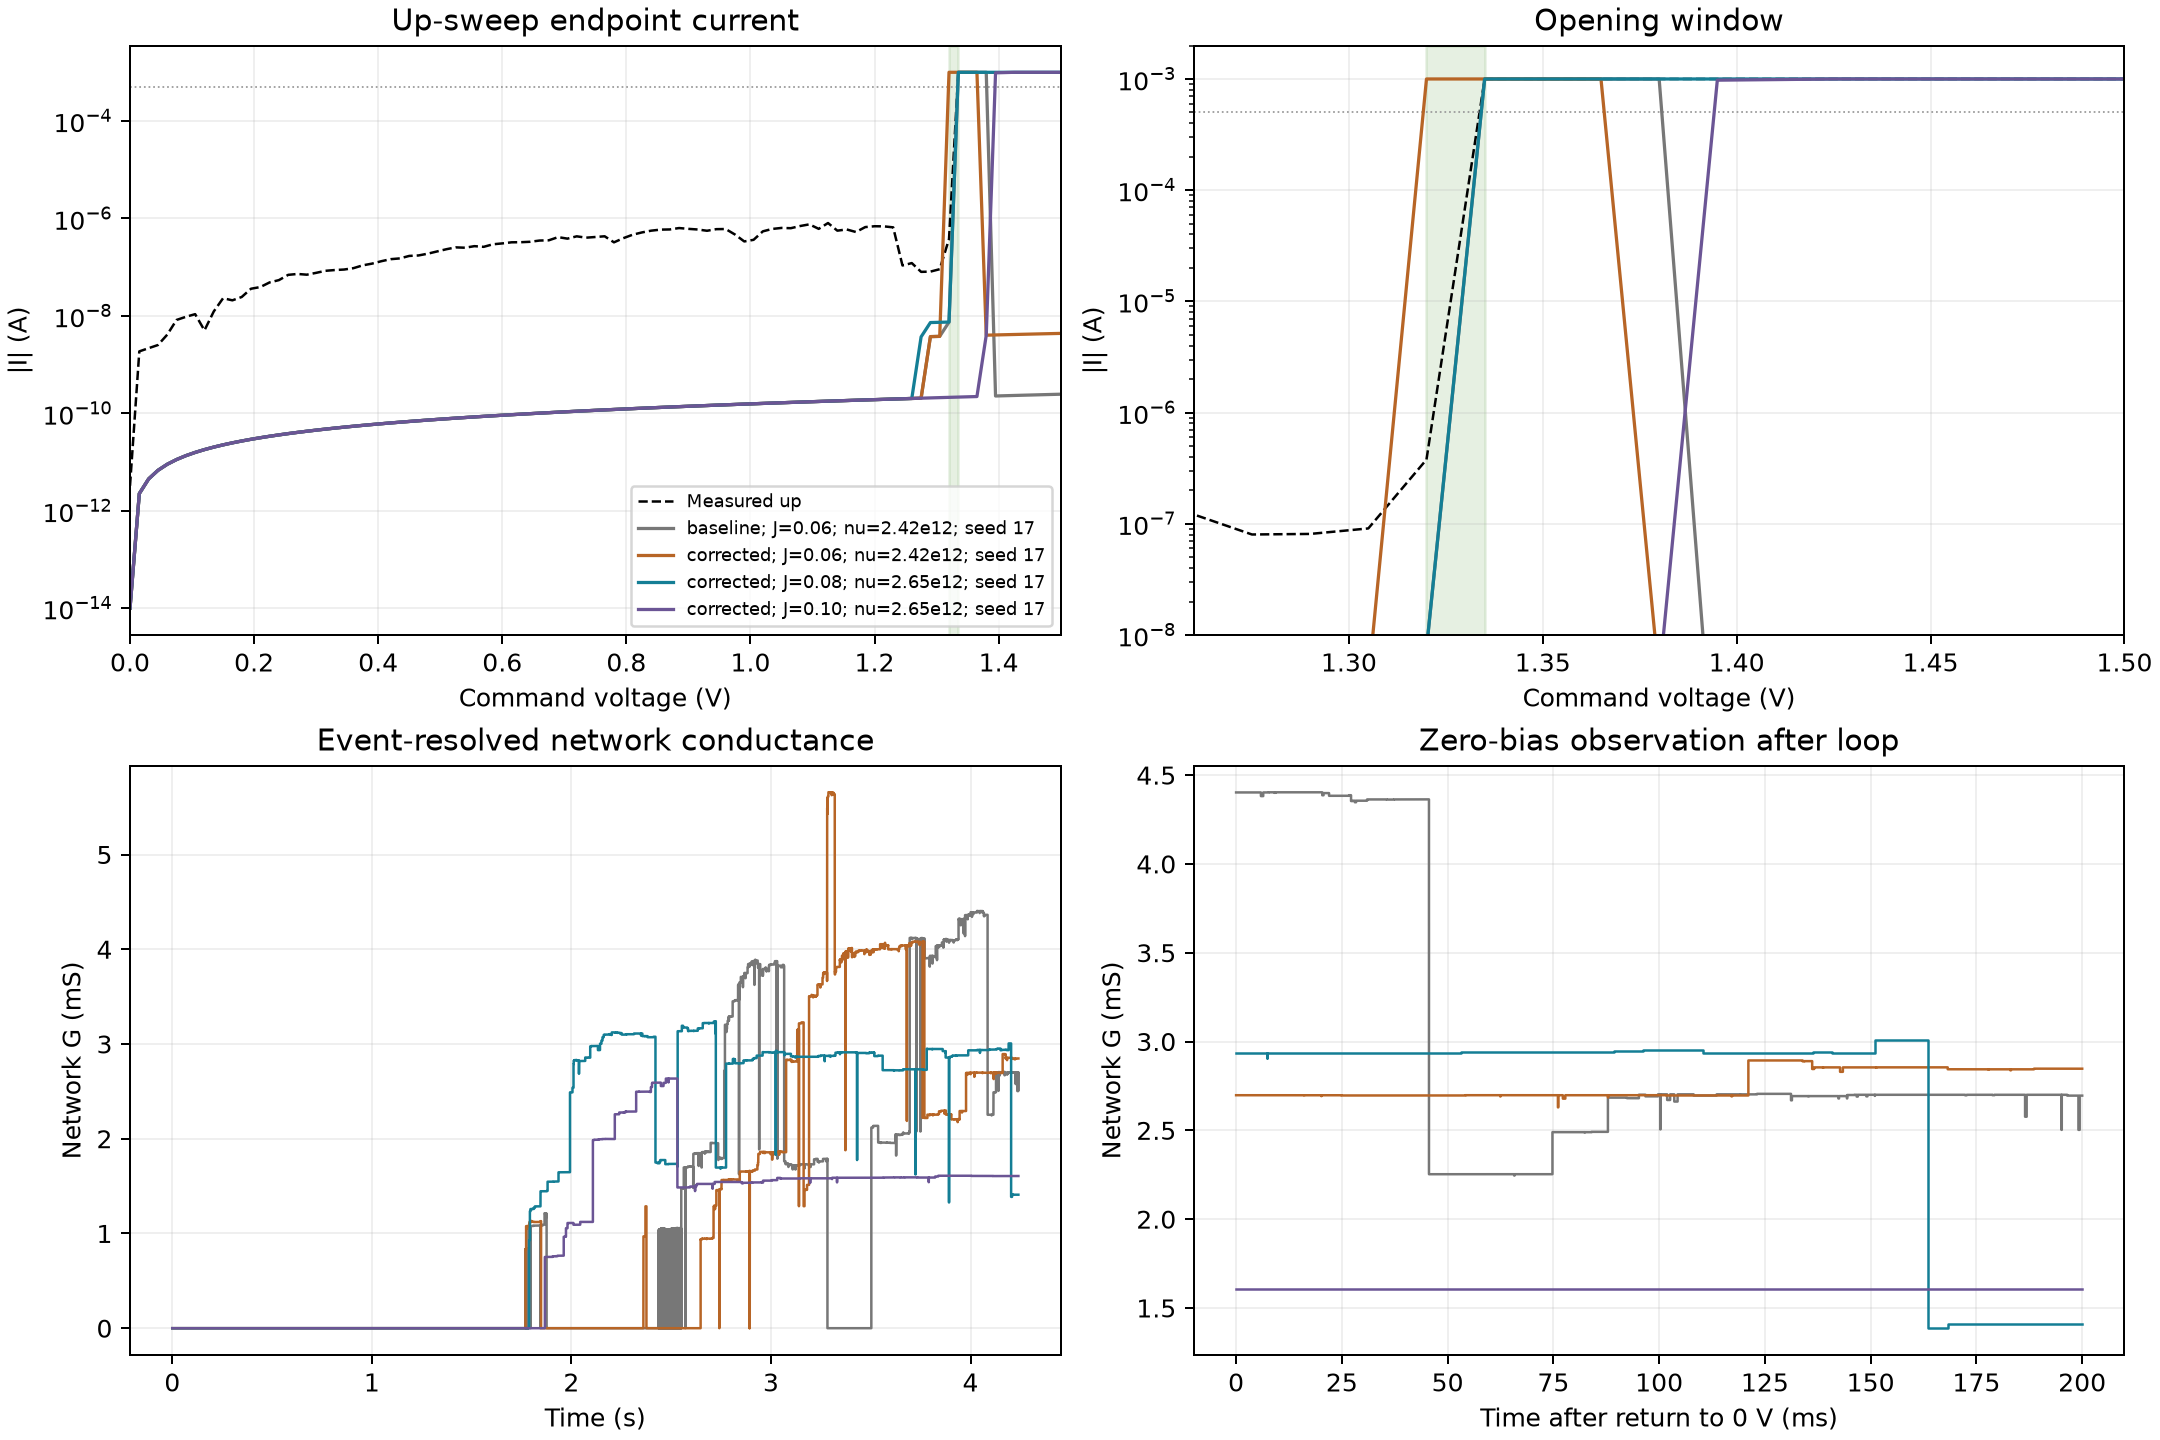 Up-sweep endpoint current
|I| (A)
10−4
10−6
10−8
10−10
10−12
10−14
Measured up
baseline; J=0.06; nu=2.42e12; seed 17
corrected; J=0.06; nu=2.42e12; seed 17
corrected; J=0.08; nu=2.65e12; seed 17
corrected; J=0.10; nu=2.65e12; seed 17
0.0 0.2 0.4 0.6 0.8 1.0 1.2 1.4
Command voltage (V)
Opening window
|I| (A)
10−3
10−4
10−5
10−6
10−7
10−8
1.30 1.35 1.40 1.45 1.50
Command voltage (V)
Event-resolved network conductance
Network G (mS)
5
4
3
2
1
0
0 1 2 3 4
Time (s)
Zero-bias observation after loop
Network G (mS)
4.5
4.0
3.5
3.0
2.5
2.0
1.5
0 25 50 75 100 125 150 175 200
Time after return to 0 V (ms)